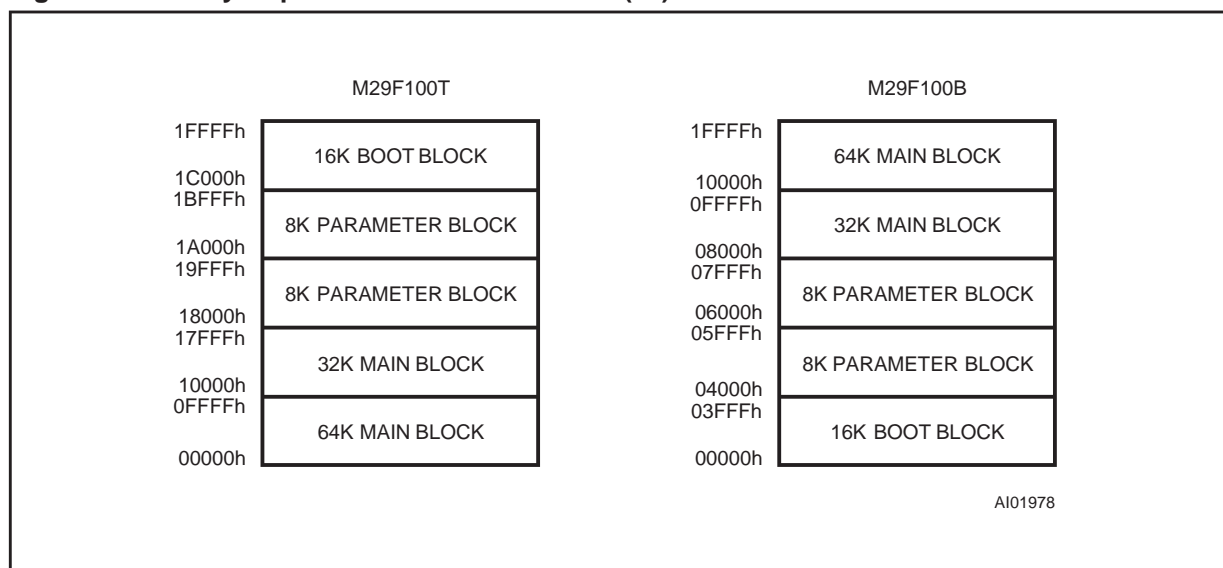 M29F100T
1FFFFh
16K BOOT BLOCK
1C000h
1BFFFh
8K PARAMETER BLOCK
1A000h
19FFFh
8K PARAMETER BLOCK
18000h
17FFFh
32K MAIN BLOCK
10000h
0FFFFh
64K MAIN BLOCK
00000h
M29F100B
1FFFFh
64K MAIN BLOCK
10000h
0FFFFh
32K MAIN BLOCK
08000h
07FFFh
8K PARAMETER BLOCK
06000h
05FFFh
8K PARAMETER BLOCK
04000h
03FFFh
16K BOOT BLOCK
00000h
AI01978